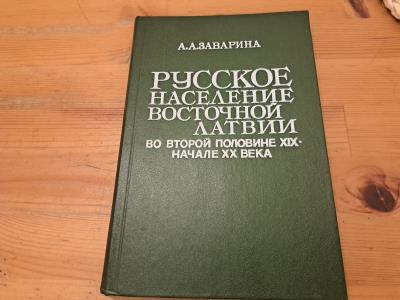 А.А.ЗАВАРИНА
РУССКОЕ
НАСЕЛЕНИЕ
ВОСТОЧНОЙ
ЛАТВИИ
ВО ВТОРОЙ ПОЛОВИНЕ XIX-
НАЧАЛЕ XX ВЕКА